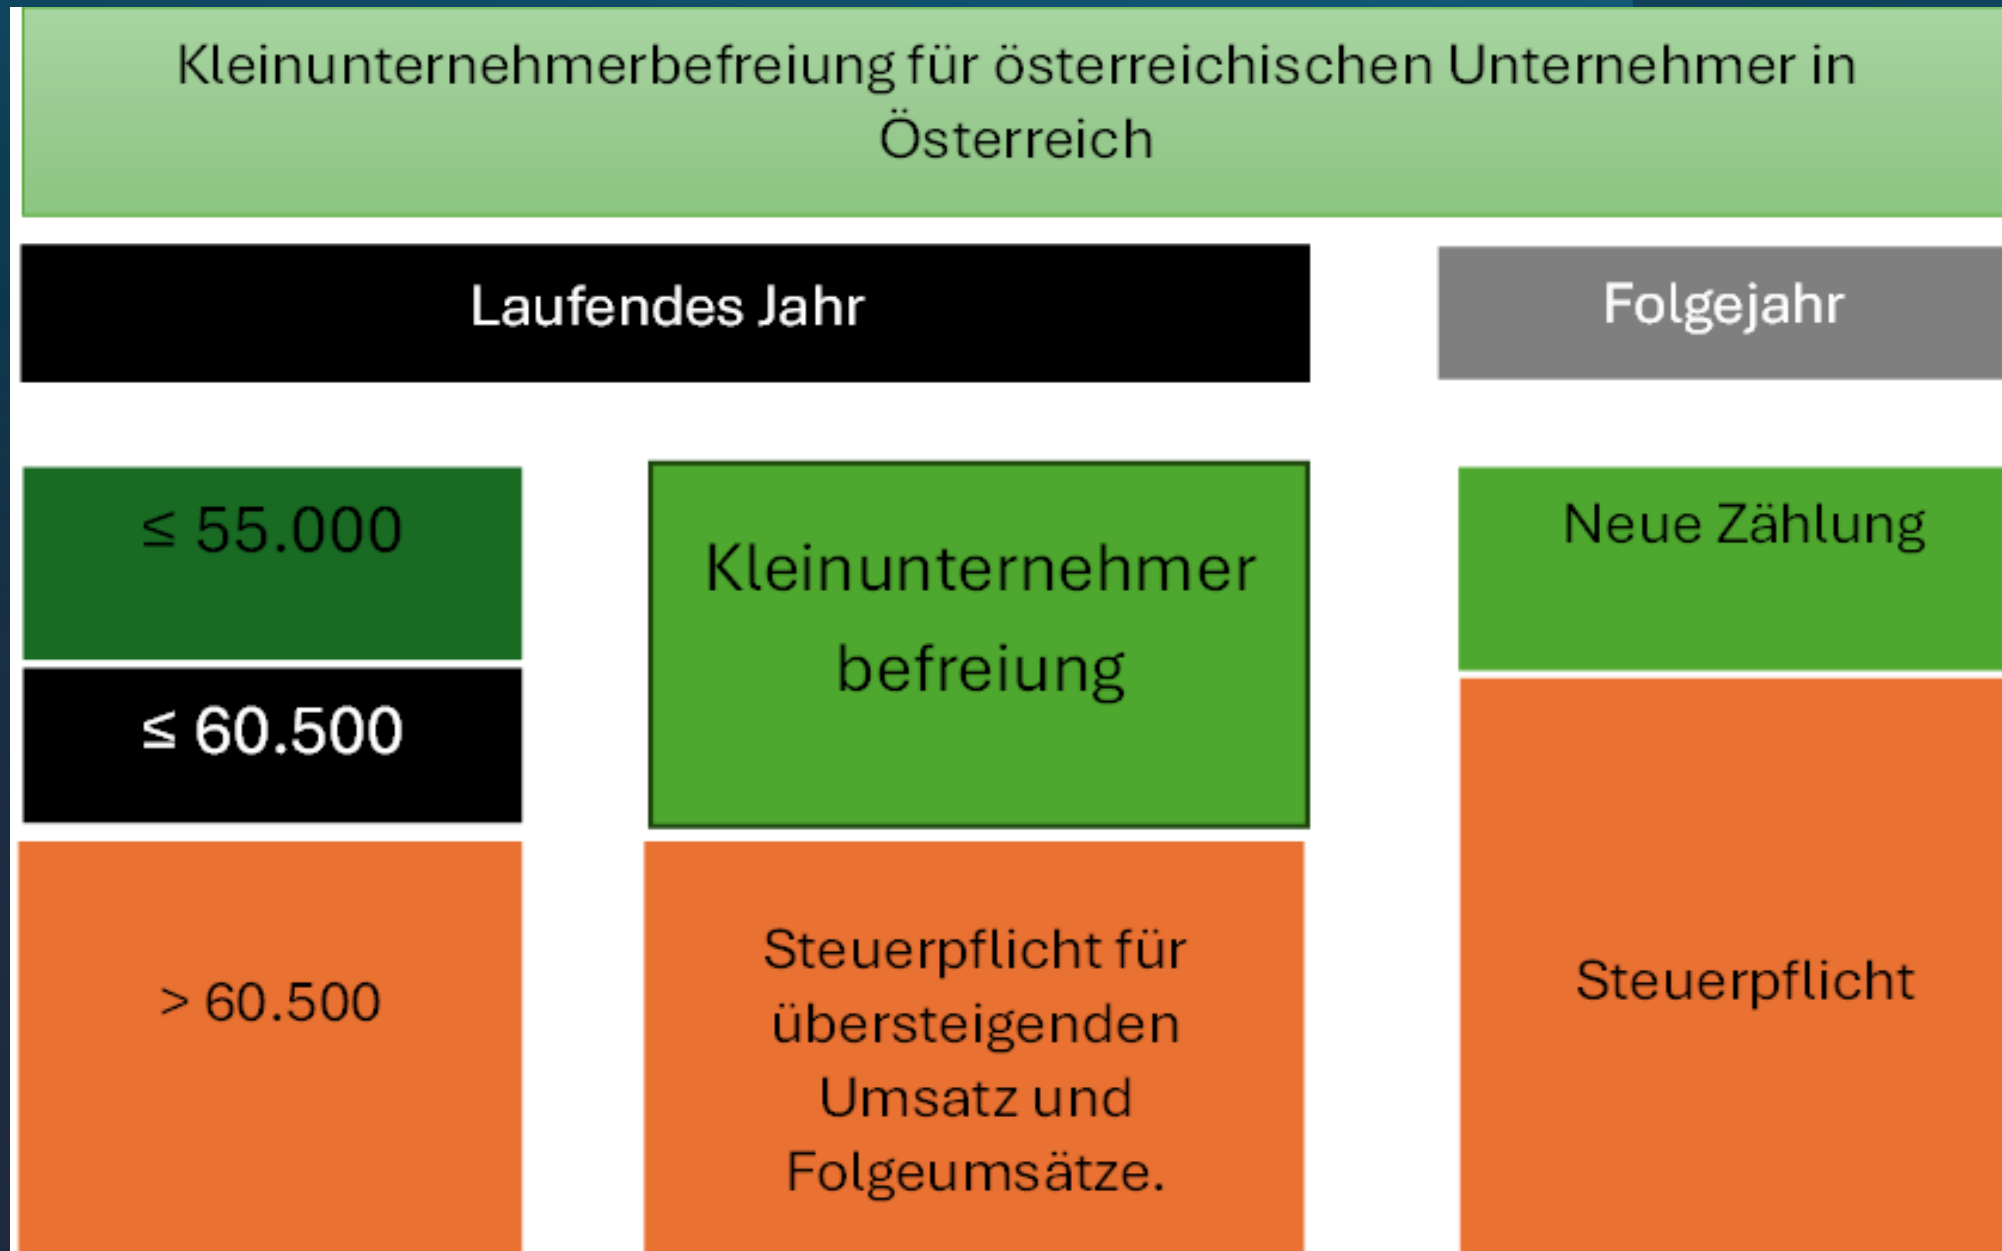 Kleinunternehmerbefreiung für österreichischen Unternehmer in
Österreich
Laufendes Jahr
Folgejahr
≤ 55.000
Kleinunternehmer
befreiung
Neue Zählung
≤ 60.500
> 60.500
Steuerpflicht für
übersteigenden
Umsatz und
Folgeumsätze.
Steuerpflicht